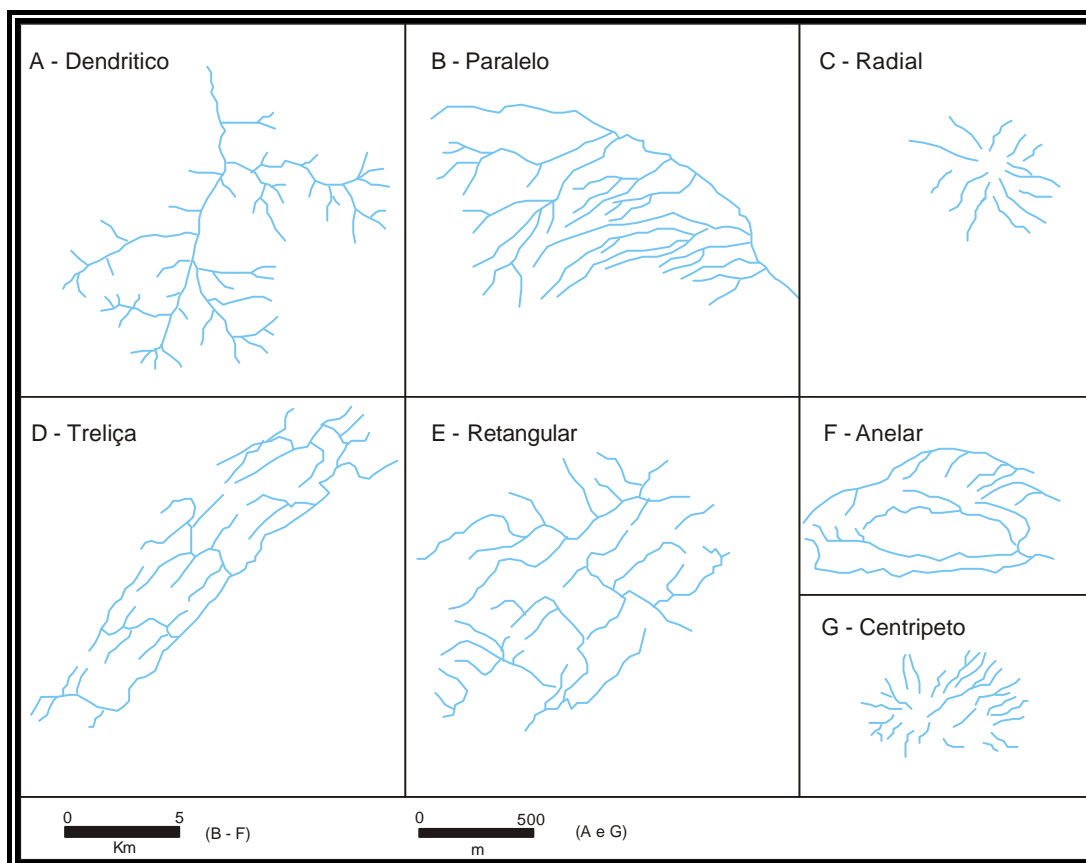 A - Dendritico
B - Paralelo
C - Radial
D - Treliça
E - Retangular
F - Anelar
G - Centripeto
0 5 (B - F)
Km
0 500 (A e G)
m